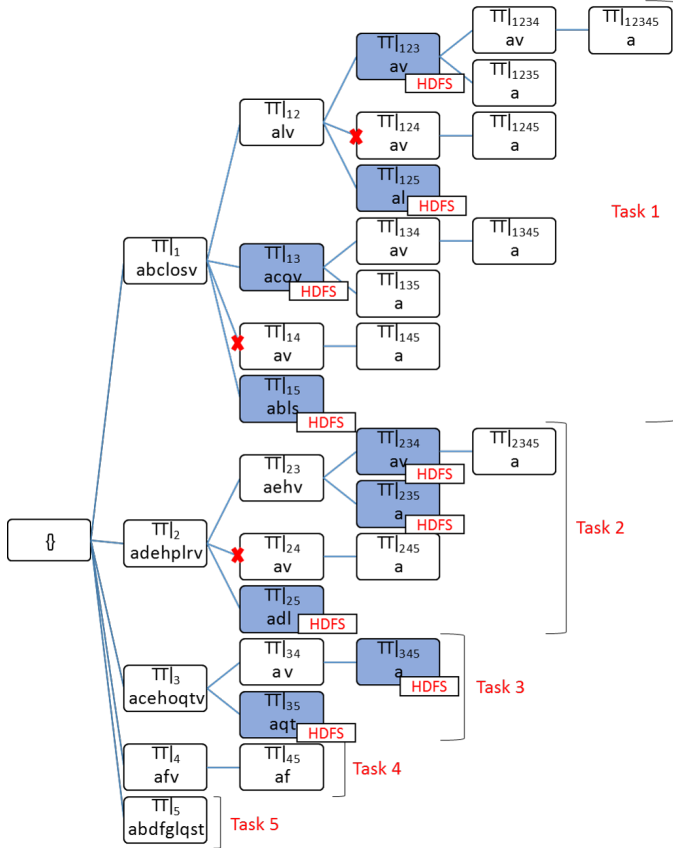 TT|1234
av
TT|12345
a
TT|123
av
HDFS
TT|1235
a
TT|12
alv
TT|124
av
TT|1245
a
TT|125
al
HDFS
Task 1
TT|1
abclosv
TT|13
acov
HDFS
TT|134
av
TT|1345
a
TT|135
a
TT|14
av
TT|145
a
TT|15
abls
HDFS
TT|23
aehv
TT|234
av
HDFS
TT|2345
a
TT|235
a
HDFS
Task 2
{}
TT|2
adehplrv
TT|24
av
TT|245
a
TT|25
adl
HDFS
TT|3
acehoqtv
TT|34
av
TT|345
a
HDFS
Task 3
TT|35
aqt
HDFS
TT|4
afv
TT|45
af
Task 4
TT|5
abdfglqst
Task 5